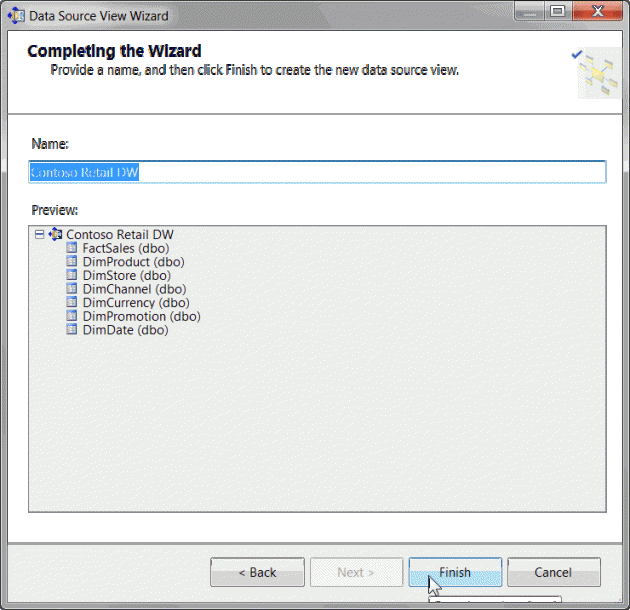 Data Source View Wizard
Completing the Wizard
Provide a name, and then click Finish to create the new data source view.
Name:
Contoso Retail DW
Preview:
Contoso Retail DW
FactSales (dbo)
DimProduct (dbo)
DimStore (dbo)
DimChannel (dbo)
DimCurrency (dbo)
DimPromotion (dbo)
DimDate (dbo)
< Back
Next >
Finish
Cancel